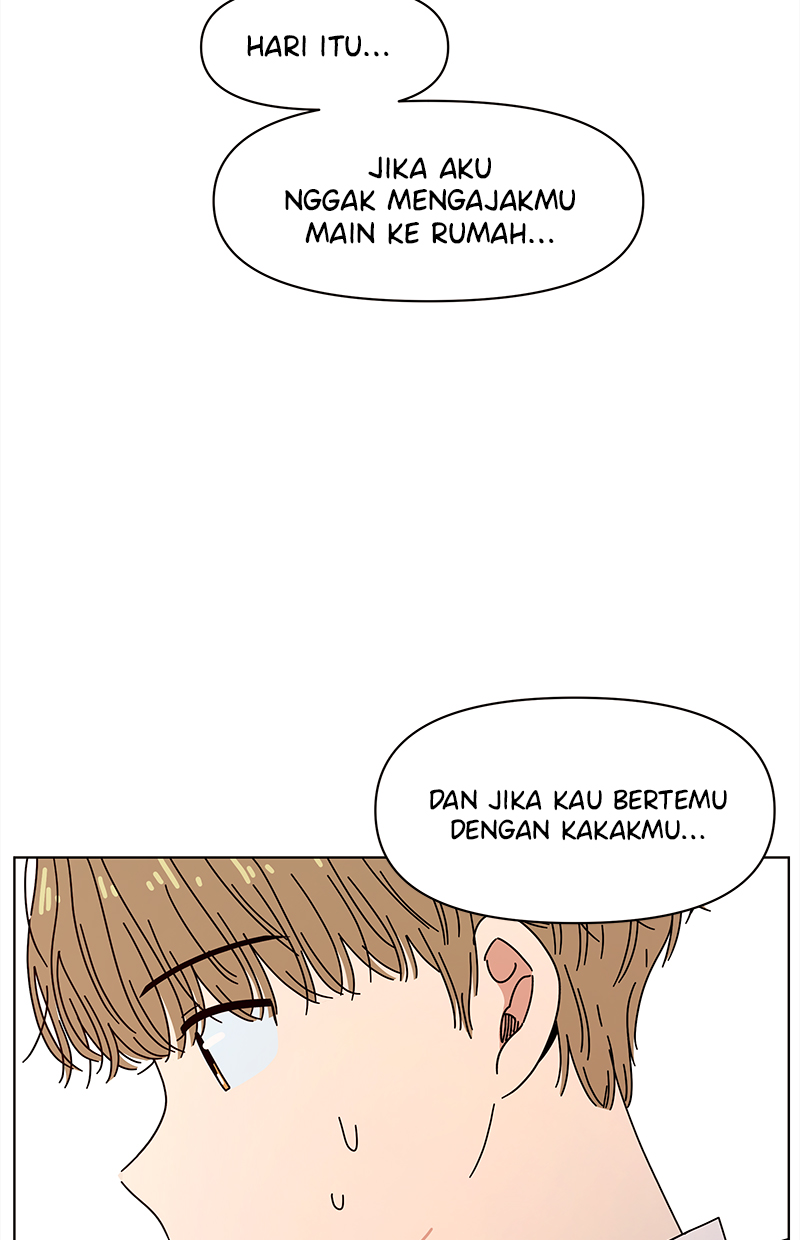 HARI ITU...
JIKA AKU
NGGAK MENGAJAKMU
MAIN KE RUMAH...
DAN JIKA KAU BERTEMU
DENGAN KAKAKMU...